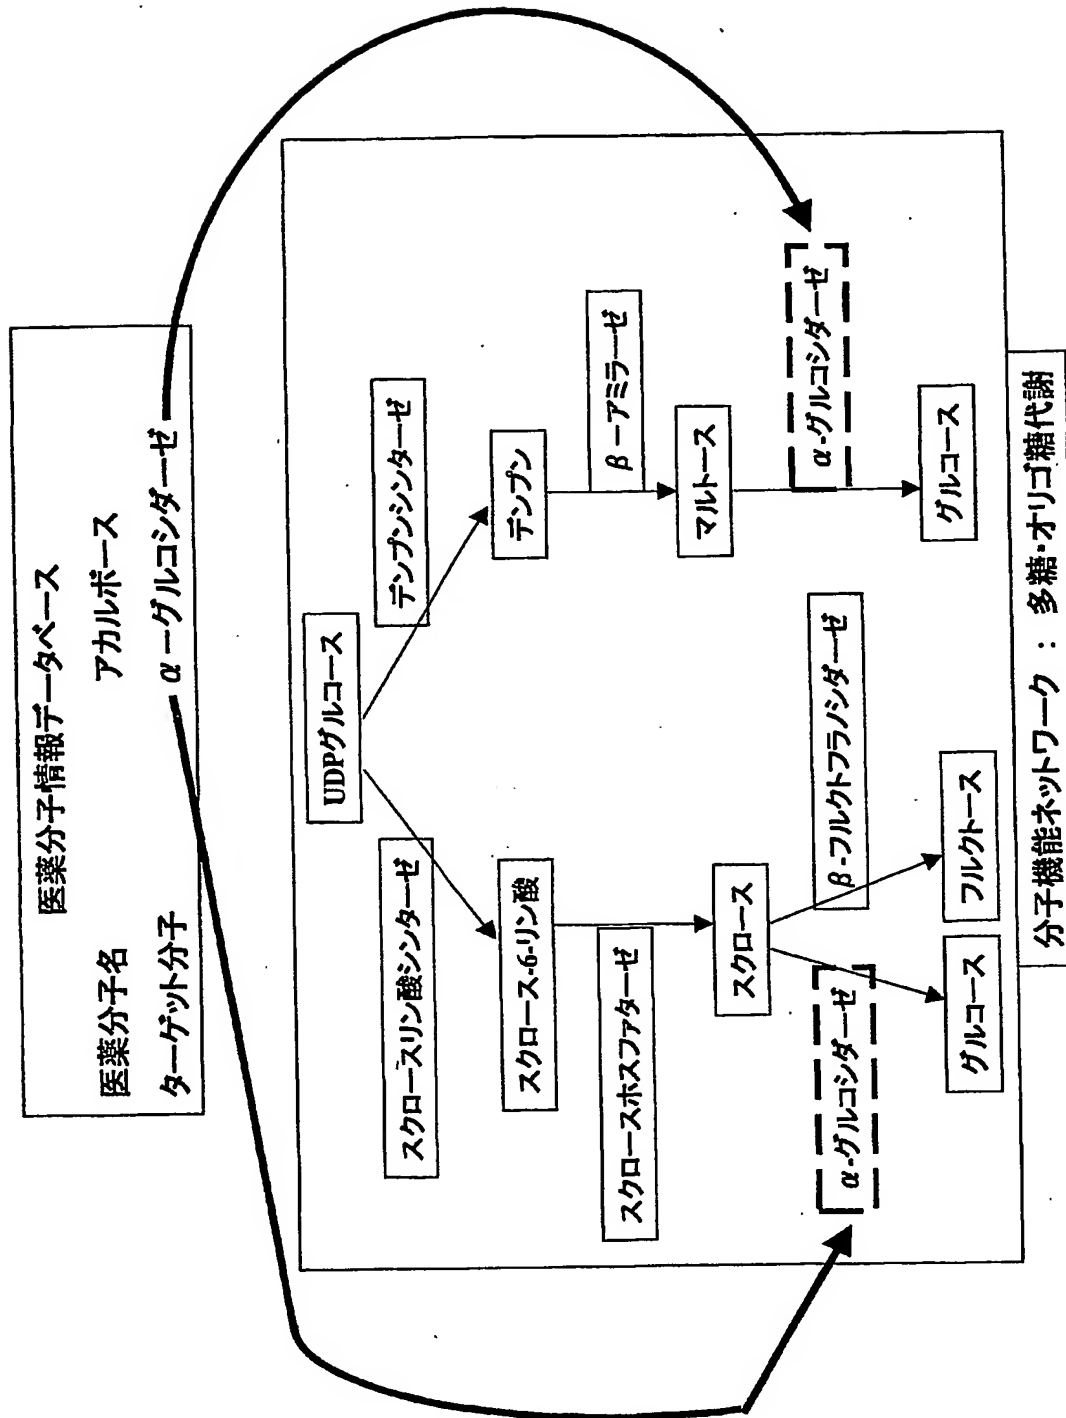 医薬分子情報データベース
医薬分子名 アカルボース
ターゲット分子 α－グルコシダーゼ
UDPグルコース
スクロースリン酸シンターゼ
デンプンシンターゼ
スクロース-6-リン酸
デンプン
スクロースホスファターゼ
β－アミラーゼ
スクロース
マルトース
α-グルコシダーゼ
β-フルクトフラノシダーゼ
α-グルコシダーゼ
グルコース
フルクトース
グルコース
分子機能ネットワーク ： 多糖・オリゴ糖代謝